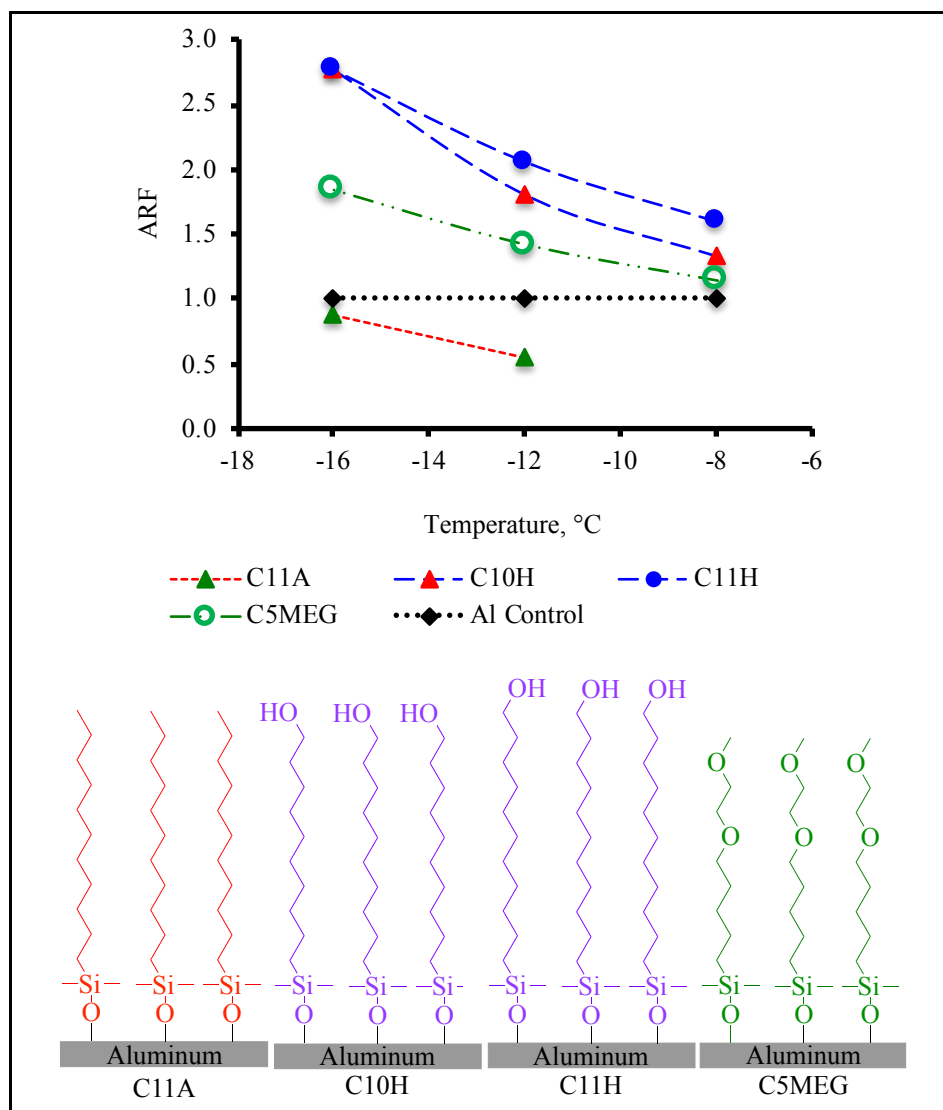 3.0
2.5
2.0
1.5
1.0
0.5
0.0
ARF
-18 -16 -14 -12 -10 -8 -6
Temperature, °C
C11A C10H C11H
C5MEG Al Control
OH OH OH
HO HO HO
O O O
O O O
Si Si Si Si Si Si Si Si Si Si Si Si
O O O O O O O O O O O O
Aluminum Aluminum Aluminum Aluminum
C11A C10H C11H C5MEG